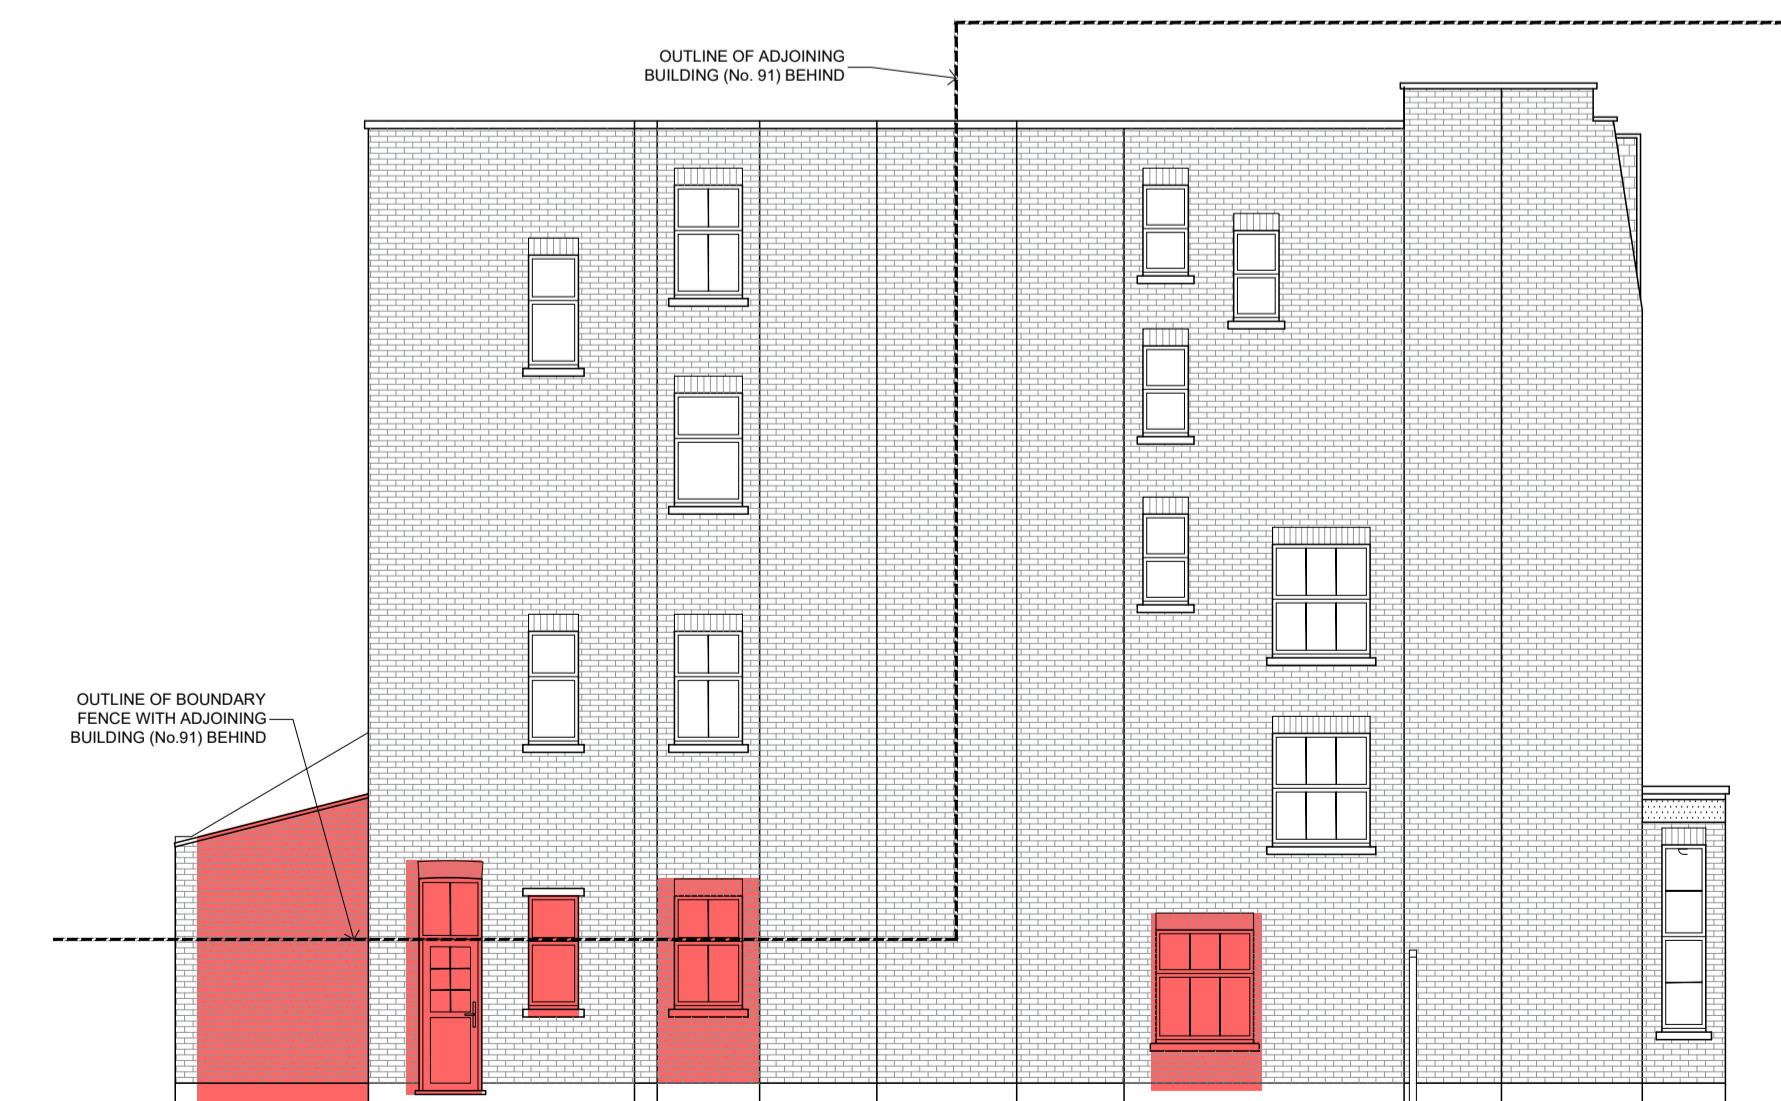 OUTLINE OF ADJOINING
BUILDING (No. 91) BEHIND
OUTLINE OF BOUNDARY
FENCE WITH ADJOINING
BUILDING (No.91) BEHIND